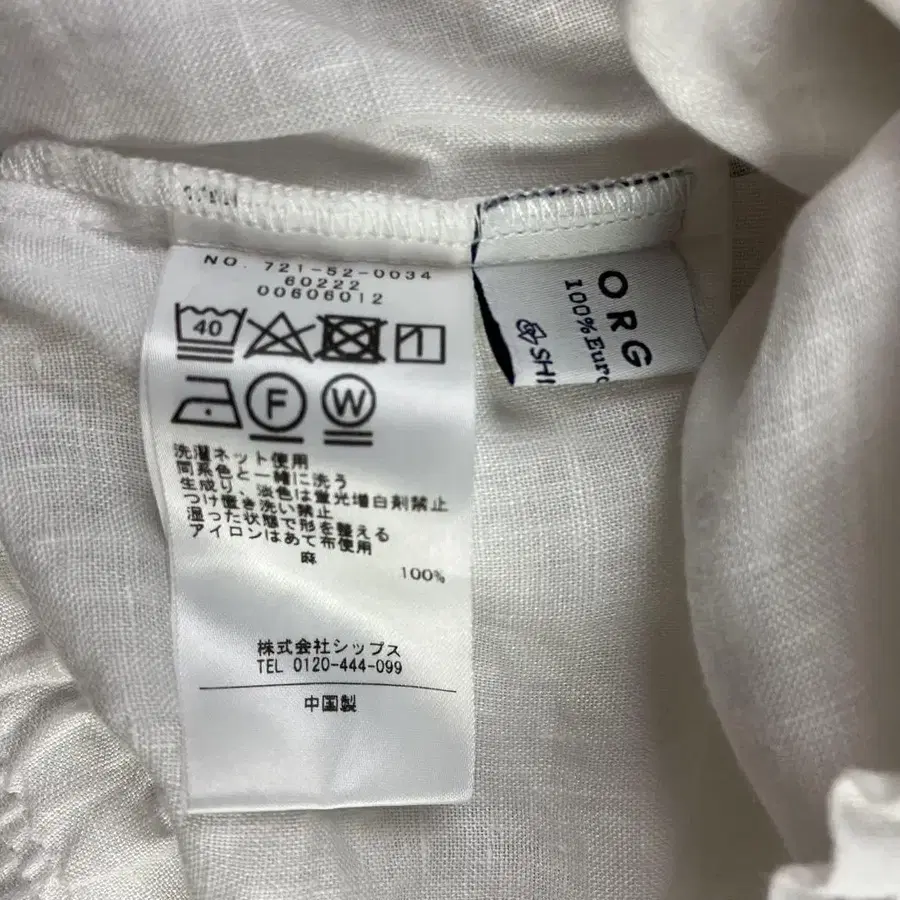 NO. 721-52-0034
60222
00606012
40
F
W
洗濯ネット使用
同系色と一緒に洗う
生成り、淡色は蛍光増白剤禁止
つけ置き洗い禁止
湿った状態で形を整える
アイロンはあて布使用
麻
100%
株式会社シップス
TEL 0120-444-099
中国製
ORG
100%Euro
SHI